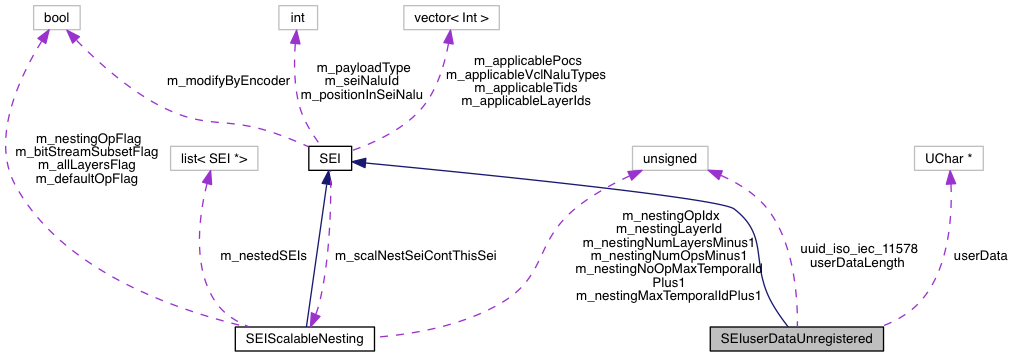 bool
int
vector< Int >
m_modifyByEncoder
m_payloadType
m_seiNaluId
m_positionInSeiNalu
m_applicablePocs
m_applicableVclNaluTypes
m_applicableTids
m_applicableLayerIds
m_nestingOpFlag
m_bitStreamSubsetFlag
m_allLayersFlag
m_defaultOpFlag
list< SEI *>
SEI
unsigned
UChar *
m_nestedSEIs
m_scalNestSeiContThisSei
m_nestingOpIdx
m_nestingLayerId
m_nestingNumLayersMinus1
m_nestingNumOpsMinus1
m_nestingNoOpMaxTemporalId
Plus1
m_nestingMaxTemporalIdPlus1
uuid_iso_iec_11578
userDataLength
userData
SEIScalableNesting
SEIuserDataUnregistered